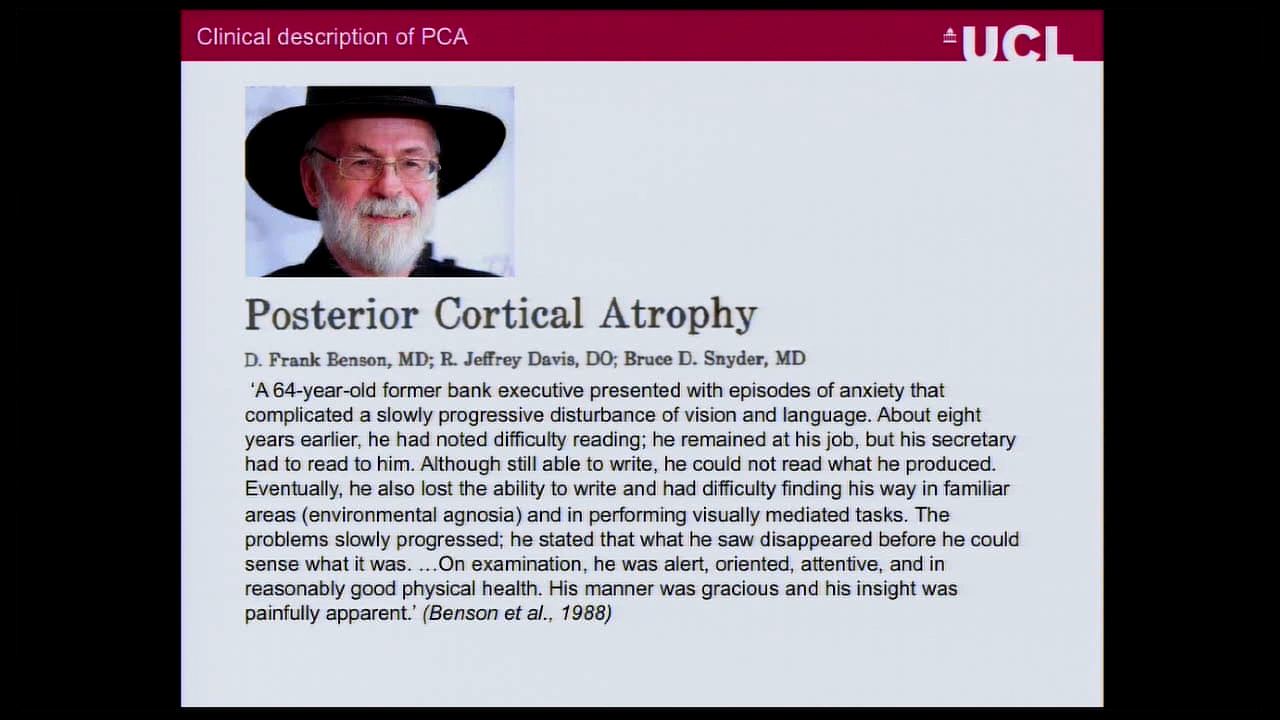 Clinical description of PCA
UCL
Posterior Cortical Atrophy
D. Frank Benson, MD; R. Jeffrey Davis, DO; Bruce D. Snyder, MD
‘A 64-year-old former bank executive presented with episodes of anxiety that
complicated a slowly progressive disturbance of vision and language. About eight
years earlier, he had noted difficulty reading; he remained at his job, but his secretary
had to read to him. Although still able to write, he could not read what he produced.
Eventually, he also lost the ability to write and had difficulty finding his way in familiar
areas (environmental agnosia) and in performing visually mediated tasks. The
problems slowly progressed; he stated that what he saw disappeared before he could
sense what it was. …On examination, he was alert, oriented, attentive, and in
reasonably good physical health. His manner was gracious and his insight was
painfully apparent.’ (Benson et al., 1988)